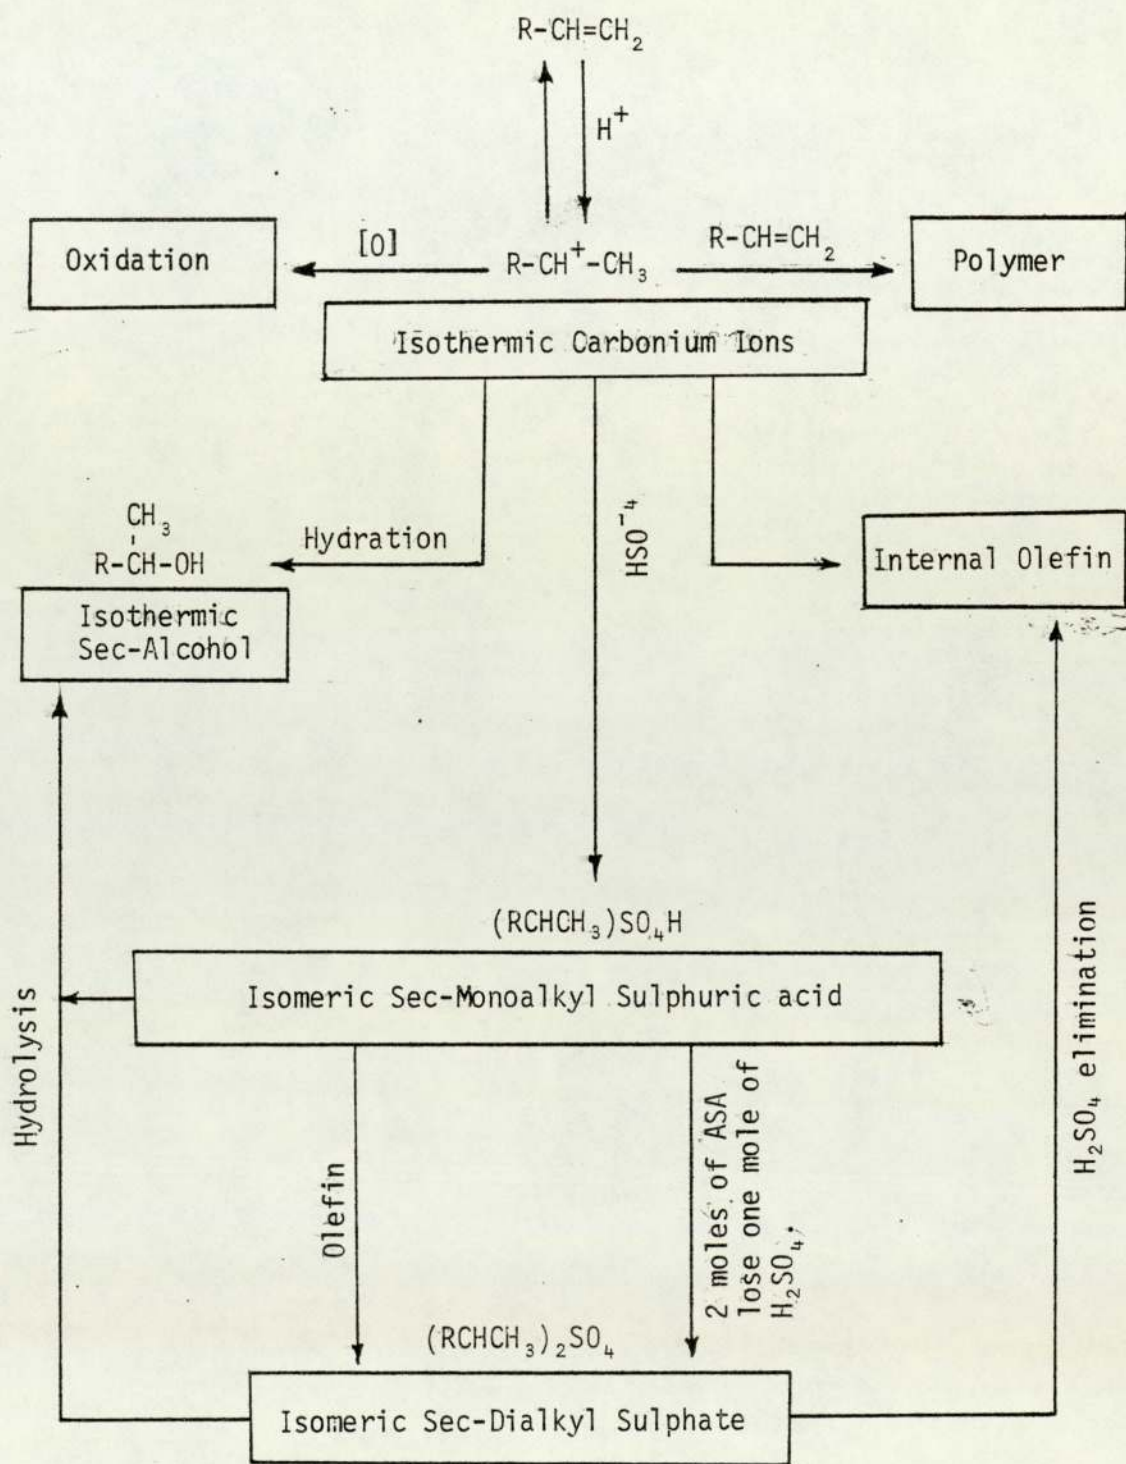 R-CH=CH₂
H⁺
[O]
R-CH=CH₂
Oxidation
R-CH⁺-CH₃
Polymer
Isothermic Carbonium Ions
CH₃
Hydration
R-CH-OH
HSO⁻₄
Internal Olefin
Isothermic
Sec-Alcohol
(RCHCH₃)SO₄H
Isomeric Sec-Monoalkyl Sulphuric acid
Hydrolysis
H₂SO₄ elimination
Olefin
2 moles of ASA
lose one mole of
H₂SO₄,
(RCHCH₃)₂SO₄
Isomeric Sec-Dialkyl Sulphate